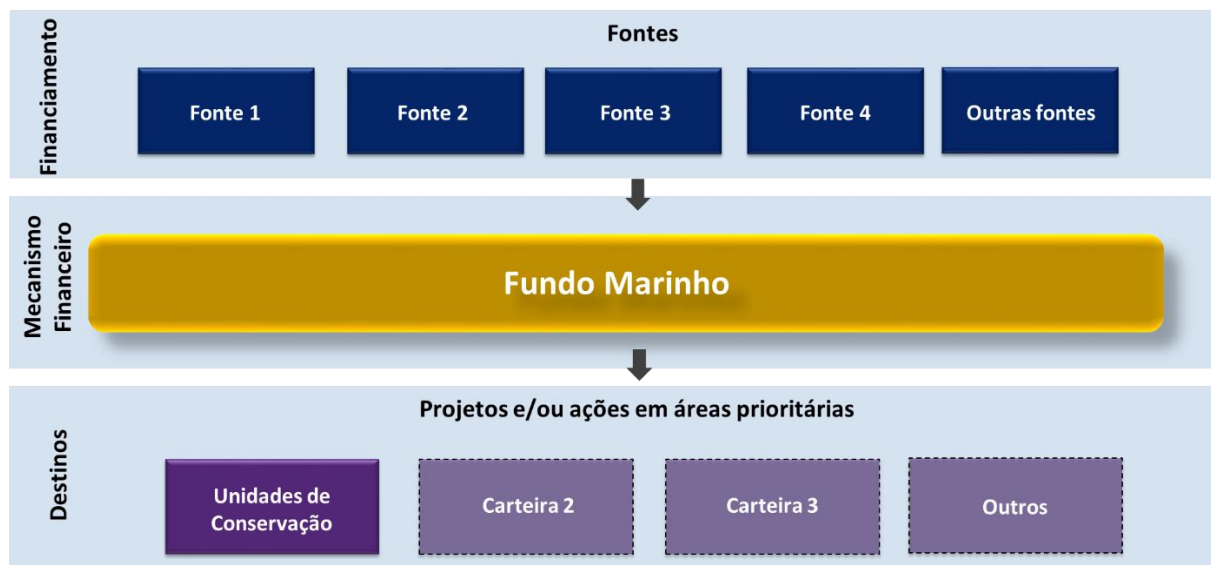 Financiamento
Fontes
Fonte 1
Fonte 2
Fonte 3
Fonte 4
Outras fontes
Mecanismo
Financeiro
Fundo Marinho
Destinos
Projetos e/ou ações em áreas prioritárias
Unidades de
Conservação
Carteira 2
Carteira 3
Outros